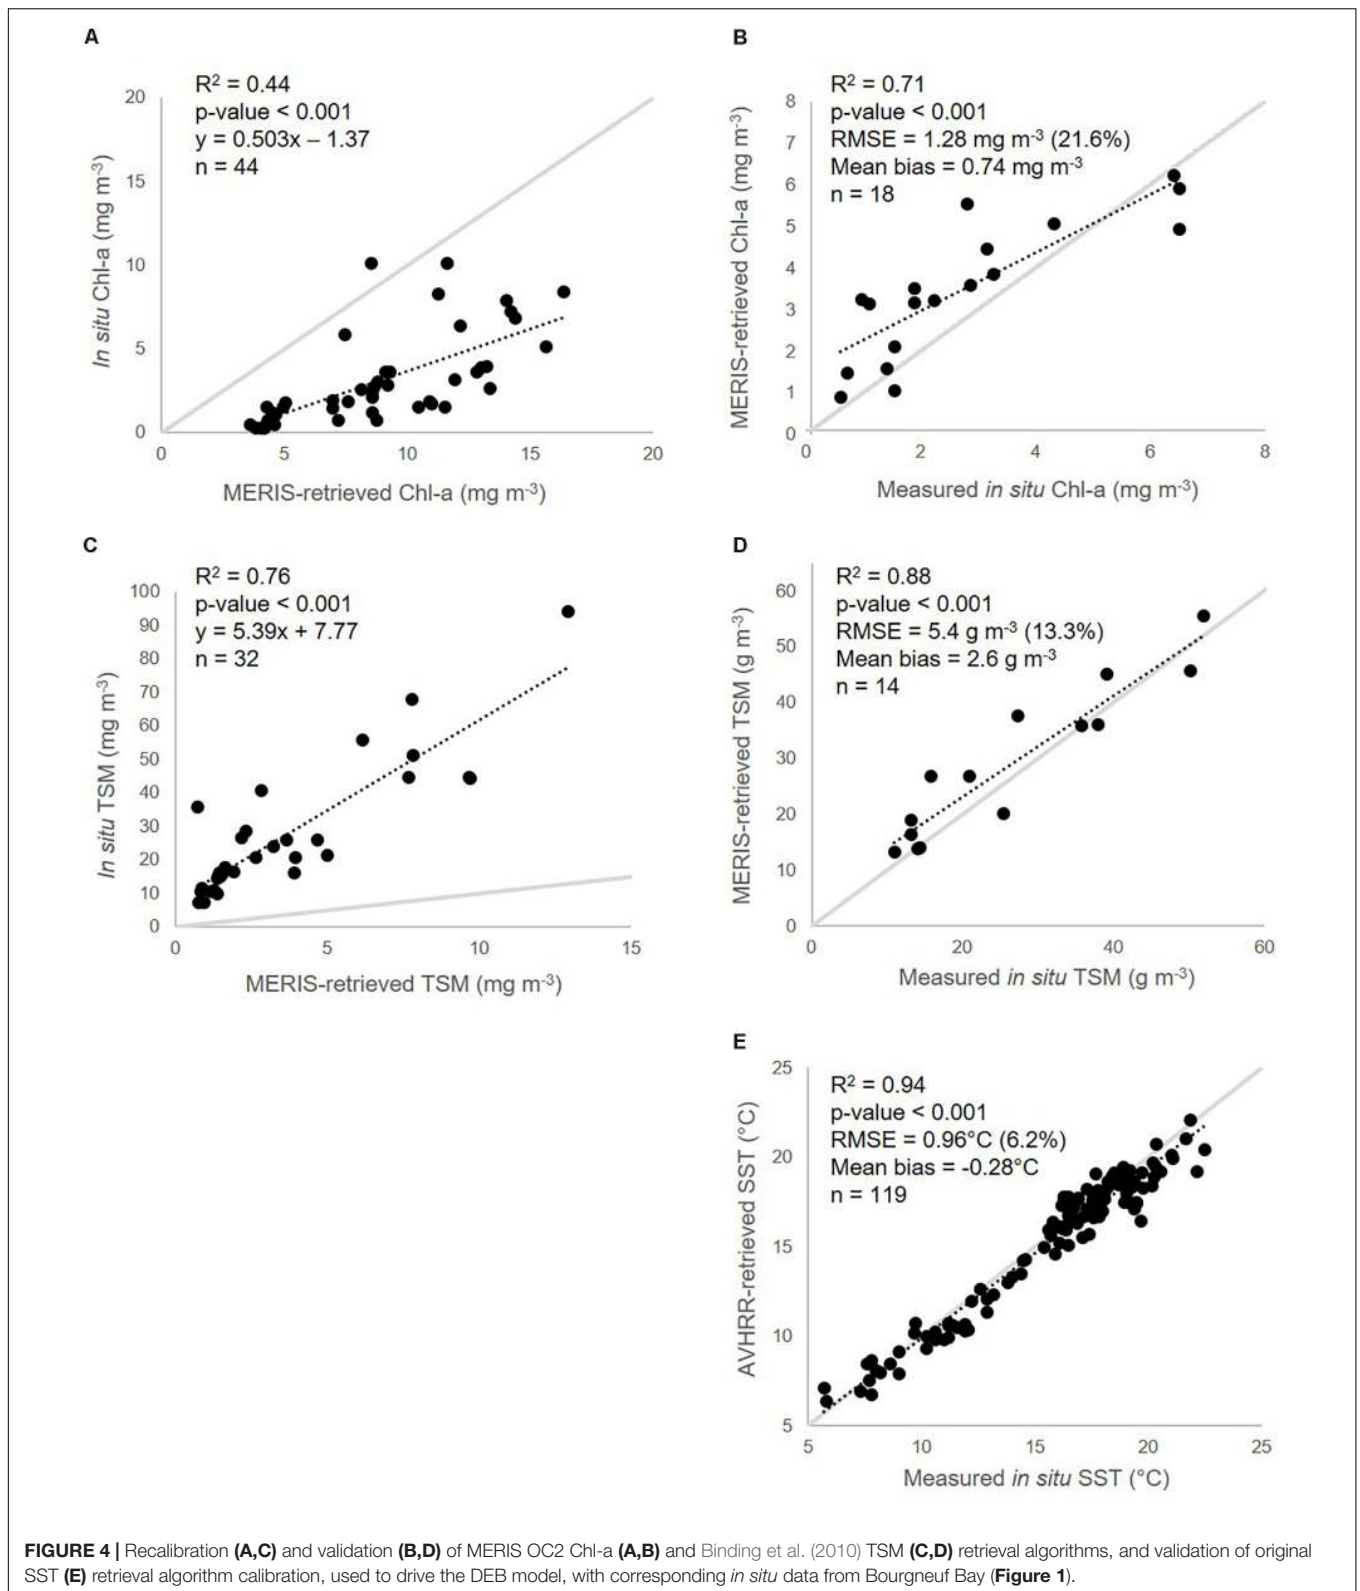 A
R² = 0.44
p-value < 0.001
y = 0.503x – 1.37
n = 44
20
15
10
5
0
In situ Chl-a (mg m⁻³)
0 5 10 15 20
MERIS-retrieved Chl-a (mg m⁻³)
B
R² = 0.71
p-value < 0.001
RMSE = 1.28 mg m⁻³ (21.6%)
Mean bias = 0.74 mg m⁻³
n = 18
8
7
6
5
4
3
2
1
0
MERIS-retrieved Chl-a (mg m⁻³)
0 2 4 6 8
Measured in situ Chl-a (mg m⁻³)
C
R² = 0.76
p-value < 0.001
y = 5.39x + 7.77
n = 32
100
90
80
70
60
50
40
30
20
10
0
In situ TSM (mg m⁻³)
0 5 10 15
MERIS-retrieved TSM (mg m⁻³)
D
R² = 0.88
p-value < 0.001
RMSE = 5.4 g m⁻³ (13.3%)
Mean bias = 2.6 g m⁻³
n = 14
60
50
40
30
20
10
0
MERIS-retrieved TSM (g m⁻³)
0 20 40 60
Measured in situ TSM (g m⁻³)
E
R² = 0.94
p-value < 0.001
RMSE = 0.96°C (6.2%)
Mean bias = -0.28°C
n = 119
25
20
15
10
5
AVHRR-retrieved SST (°C)
5 10 15 20 25
Measured in situ SST (°C)
FIGURE 4 | Recalibration (A,C) and validation (B,D) of MERIS OC2 Chl-a (A,B) and Binding et al. (2010) TSM (C,D) retrieval algorithms, and validation of original
SST (E) retrieval algorithm calibration, used to drive the DEB model, with corresponding in situ data from Bourgneuf Bay (Figure 1).